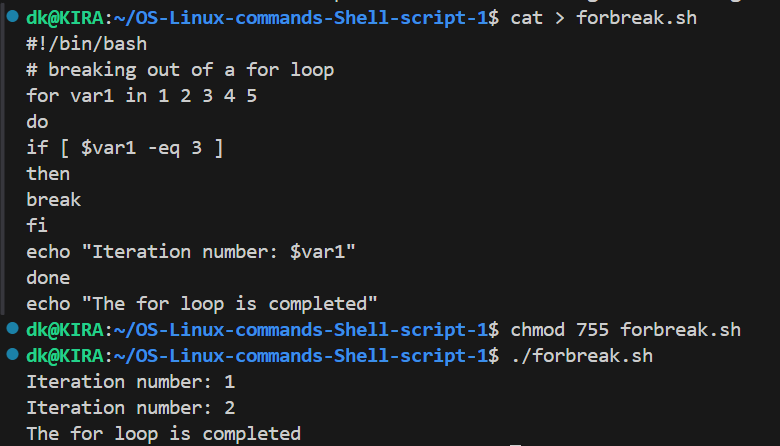 dk@KIRA:~/OS-Linux-commands-Shell-script-1$ cat > forbreak.sh
#!/bin/bash
# breaking out of a for loop
for var1 in 1 2 3 4 5
do
if [ $var1 -eq 3 ]
then
break
fi
echo "Iteration number: $var1"
done
echo "The for loop is completed"
dk@KIRA:~/OS-Linux-commands-Shell-script-1$ chmod 755 forbreak.sh
dk@KIRA:~/OS-Linux-commands-Shell-script-1$ ./forbreak.sh
Iteration number: 1
Iteration number: 2
The for loop is completed